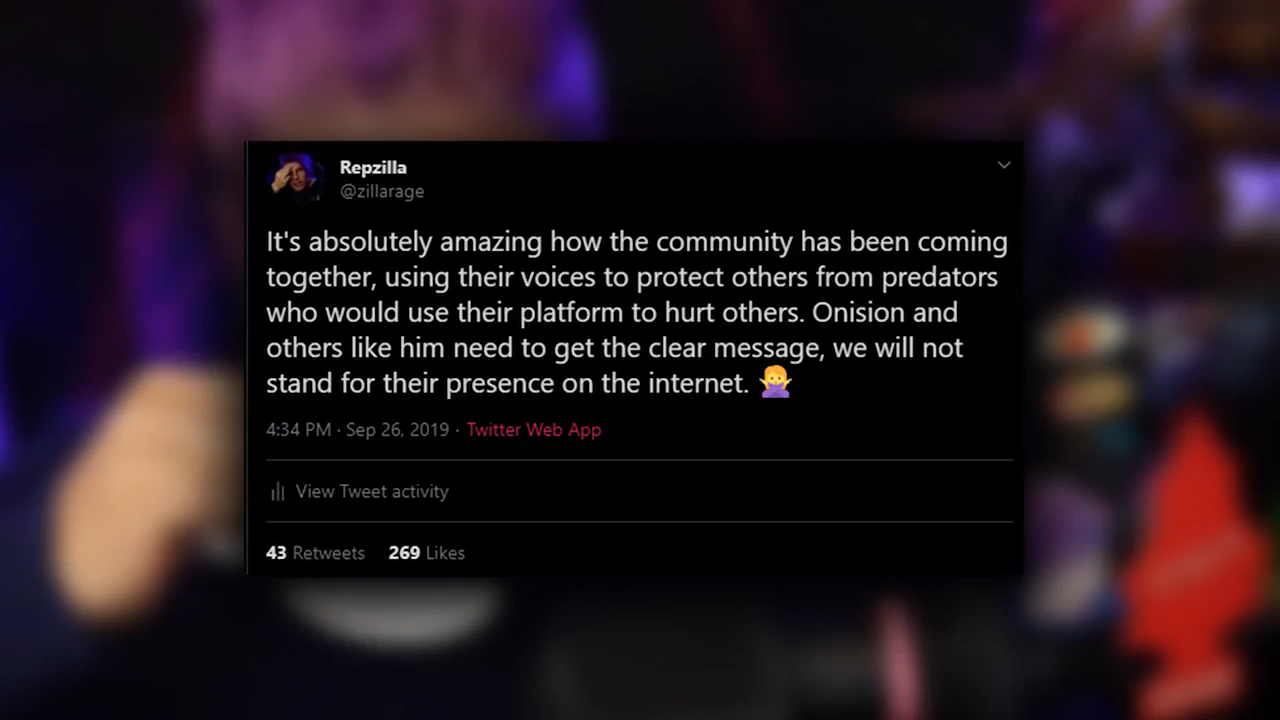 Repzilla
@zillarage
It's absolutely amazing how the community has been coming
together, using their voices to protect others from predators
who would use their platform to hurt others. Onision and
others like him need to get the clear message, we will not
stand for their presence on the internet. 🙅
4:34 PM · Sep 26, 2019 · Twitter Web App
View Tweet activity
43 Retweets 269 Likes